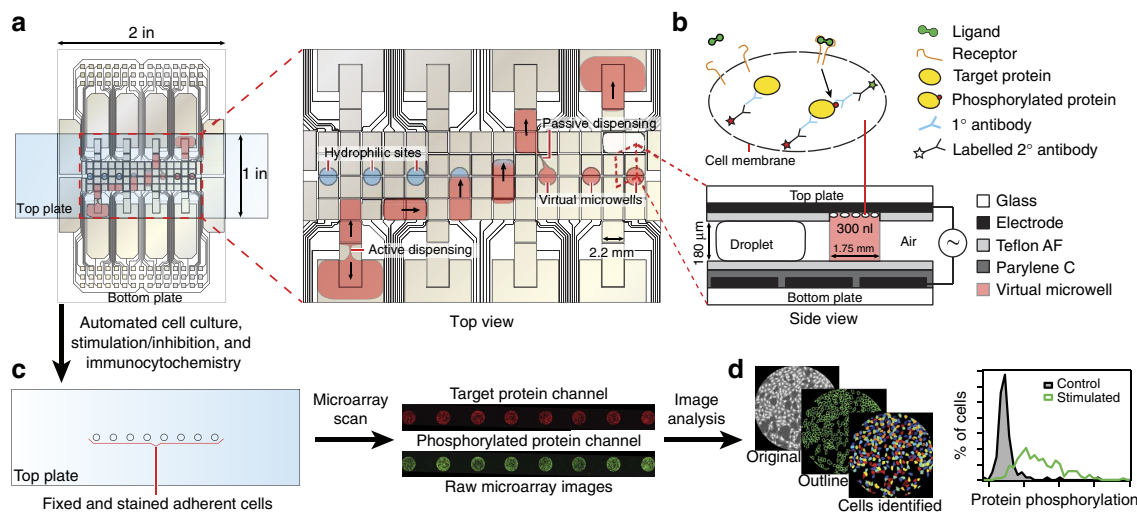 a
2 in
1 in
Top plate
Bottom plate
Hydrophilic sites
Passive dispensing
Virtual microwells
Active dispensing
2.2 mm
Top view
b
Cell membrane
Ligand
Receptor
Target protein
Phosphorylated protein
1° antibody
Labelled 2° antibody
Top plate
Droplet
300 nl
1.75 mm
Air
180 μm
~
Bottom plate
Side view
Glass
Electrode
Teflon AF
Parylene C
Virtual microwell
Automated cell culture,
stimulation/inhibition, and
immunocytochemistry
c
Top plate
Fixed and stained adherent cells
Microarray
scan
Target protein channel
Phosphorylated protein channel
Raw microarray images
Image
analysis
d
Original
Outline
Cells identified
% of cells
Control
Stimulated
Protein phosphorylation